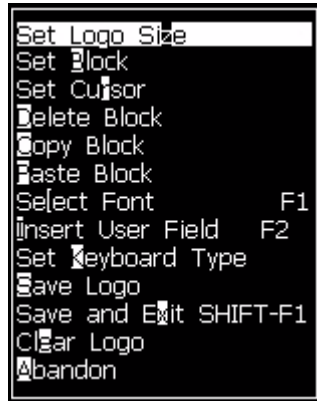 Set Logo Size
Set Block
Set Cursor
Delete Block
Copy Block
Paste Block
Select Font F1
Insert User Field F2
Set Keyboard Type
Save Logo
Save and Exit SHIFT-F1
Clear Logo
Abandon